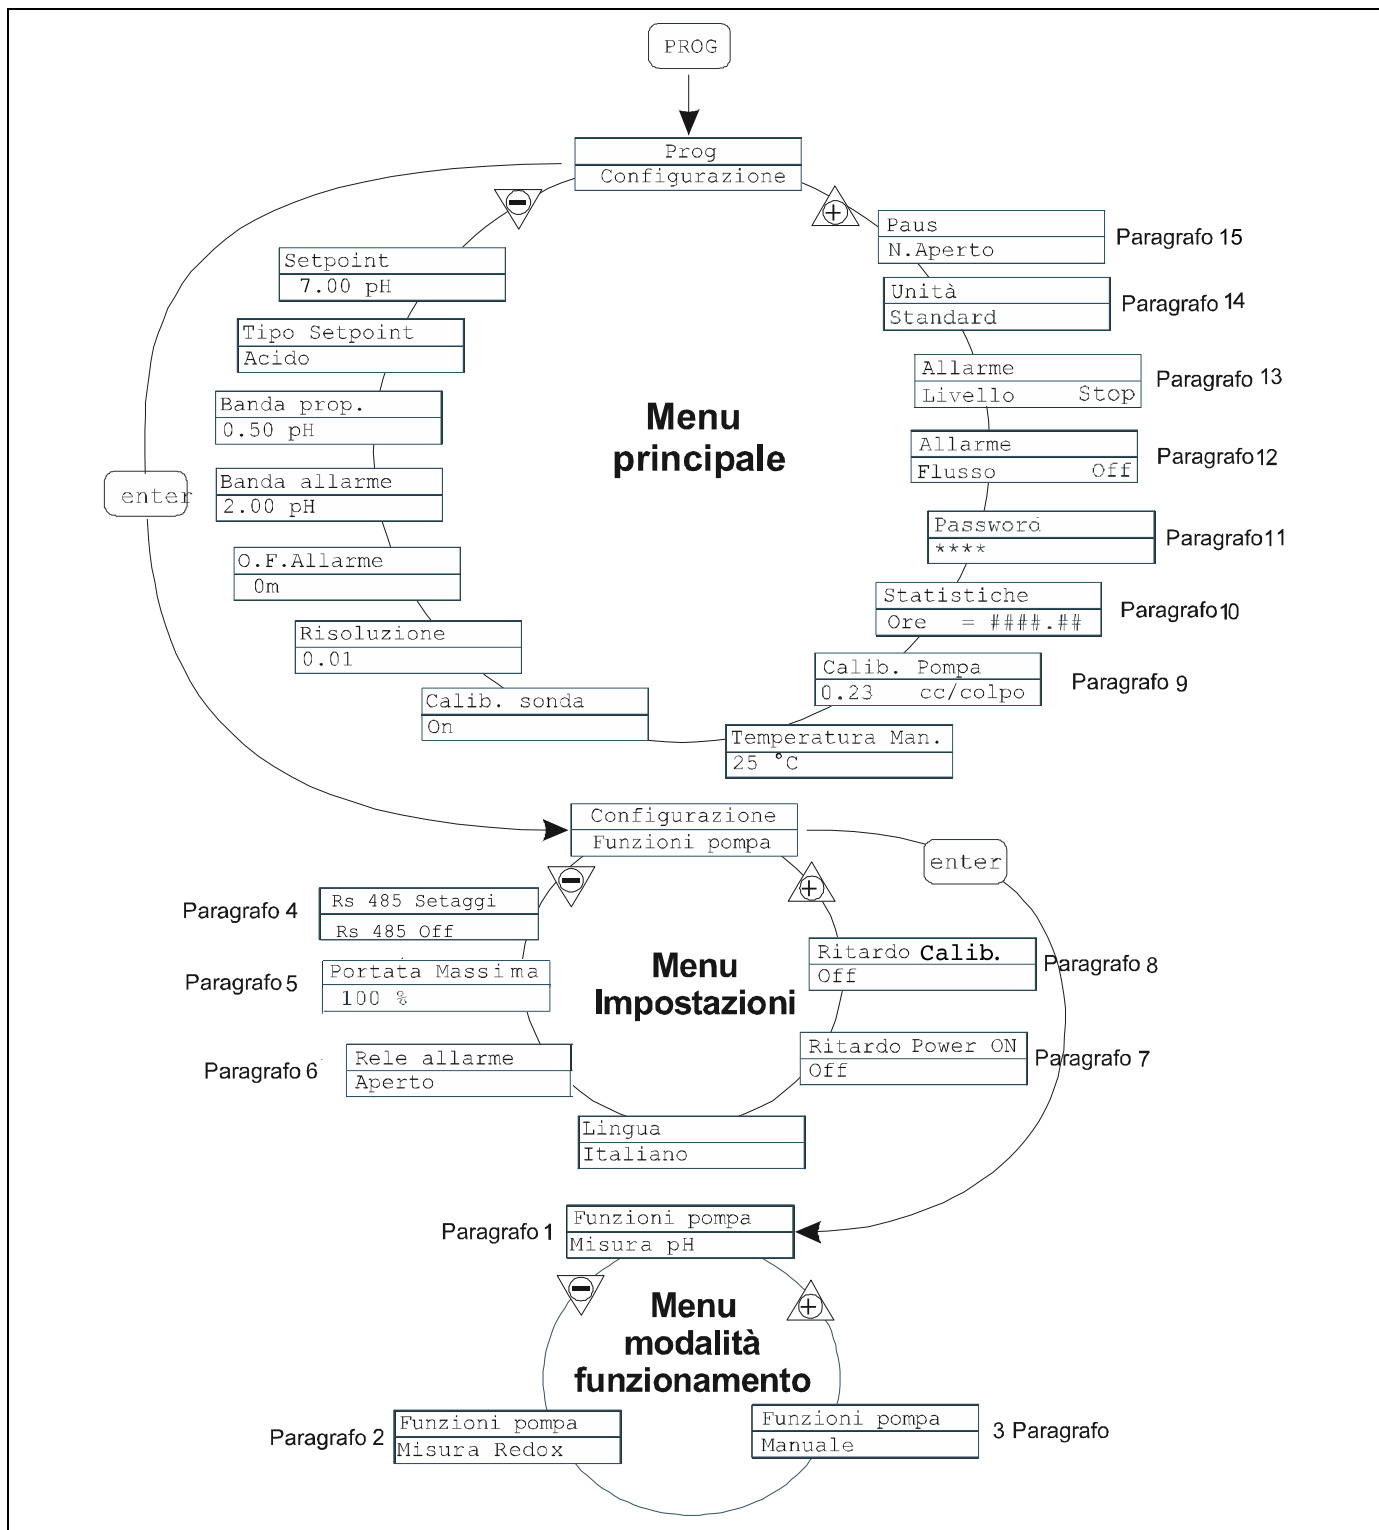 PROG
Prog
Configurazione
Setpoint
7.00 pH
Tipo Setpoint
Acido
Banda prop.
0.50 pH
Banda allarme
2.00 pH
O.F.Allarme
0m
Risoluzione
0.01
Calib. sonda
On
Temperatura Man.
25 °C
Calib. Pompa
0.23 cc/colpo
Paragrafo 9
Statistiche
Ore = ####.##
Paragrafo 10
Password
****
Paragrafo 11
Allarme
Flusso Off
Paragrafo 12
Allarme
Livello Stop
Paragrafo 13
Unità
Standard
Paragrafo 14
Paus
N.Aperto
Paragrafo 15
Menu
principale
enter
Configurazione
Funzioni pompa
enter
Paragrafo 4
Rs 485 Setaggi
Rs 485 Off
Paragrafo 5
Portata Massima
100 %
Paragrafo 6
Rele allarme
Aperto
Lingua
Italiano
Ritardo Power ON
Off
Paragrafo 7
Ritardo Calib.
Off
Paragrafo 8
Menu
Impostazioni
Paragrafo 1
Funzioni pompa
Misura pH
Menu
modalità
funzionamento
Paragrafo 2
Funzioni pompa
Misura Redox
Funzioni pompa
Manuale
3 Paragrafo